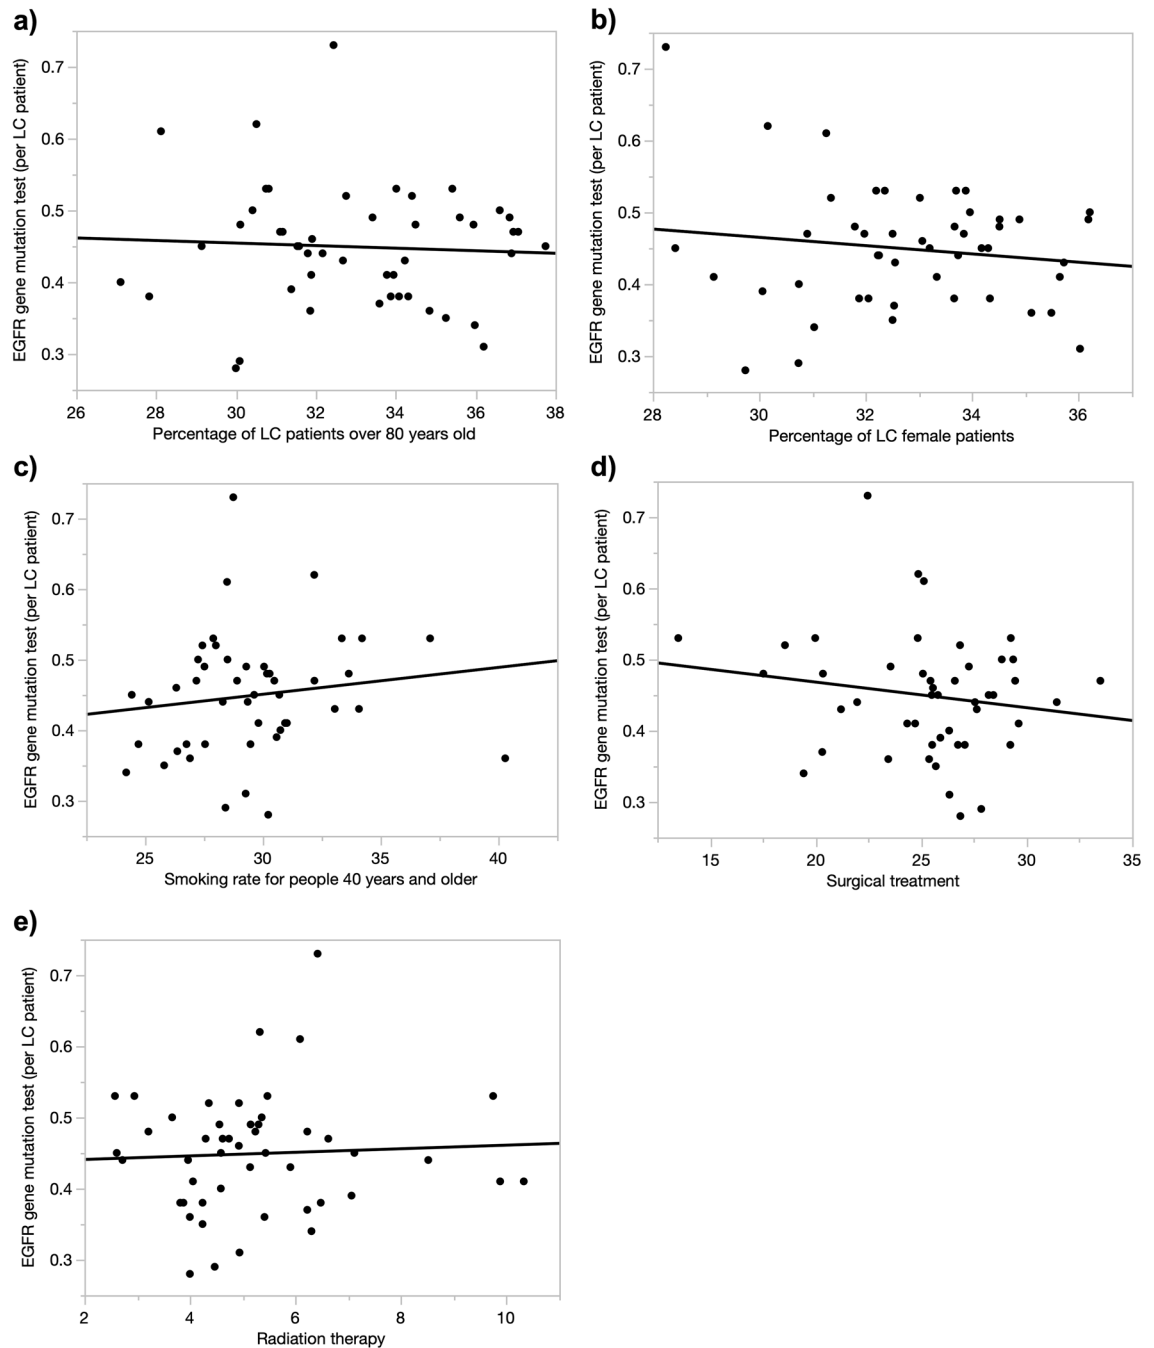 a)
EGFR gene mutation test (per LC patient)
0.7
0.6
0.5
0.4
0.3
26 28 30 32 34 36 38
Percentage of LC patients over 80 years old
b)
EGFR gene mutation test (per LC patient)
0.7
0.6
0.5
0.4
0.3
28 30 32 34 36
Percentage of LC female patients
c)
EGFR gene mutation test (per LC patient)
0.7
0.6
0.5
0.4
0.3
25 30 35 40
Smoking rate for people 40 years and older
d)
EGFR gene mutation test (per LC patient)
0.7
0.6
0.5
0.4
0.3
15 20 25 30 35
Surgical treatment
e)
EGFR gene mutation test (per LC patient)
0.7
0.6
0.5
0.4
0.3
2 4 6 8 10
Radiation therapy